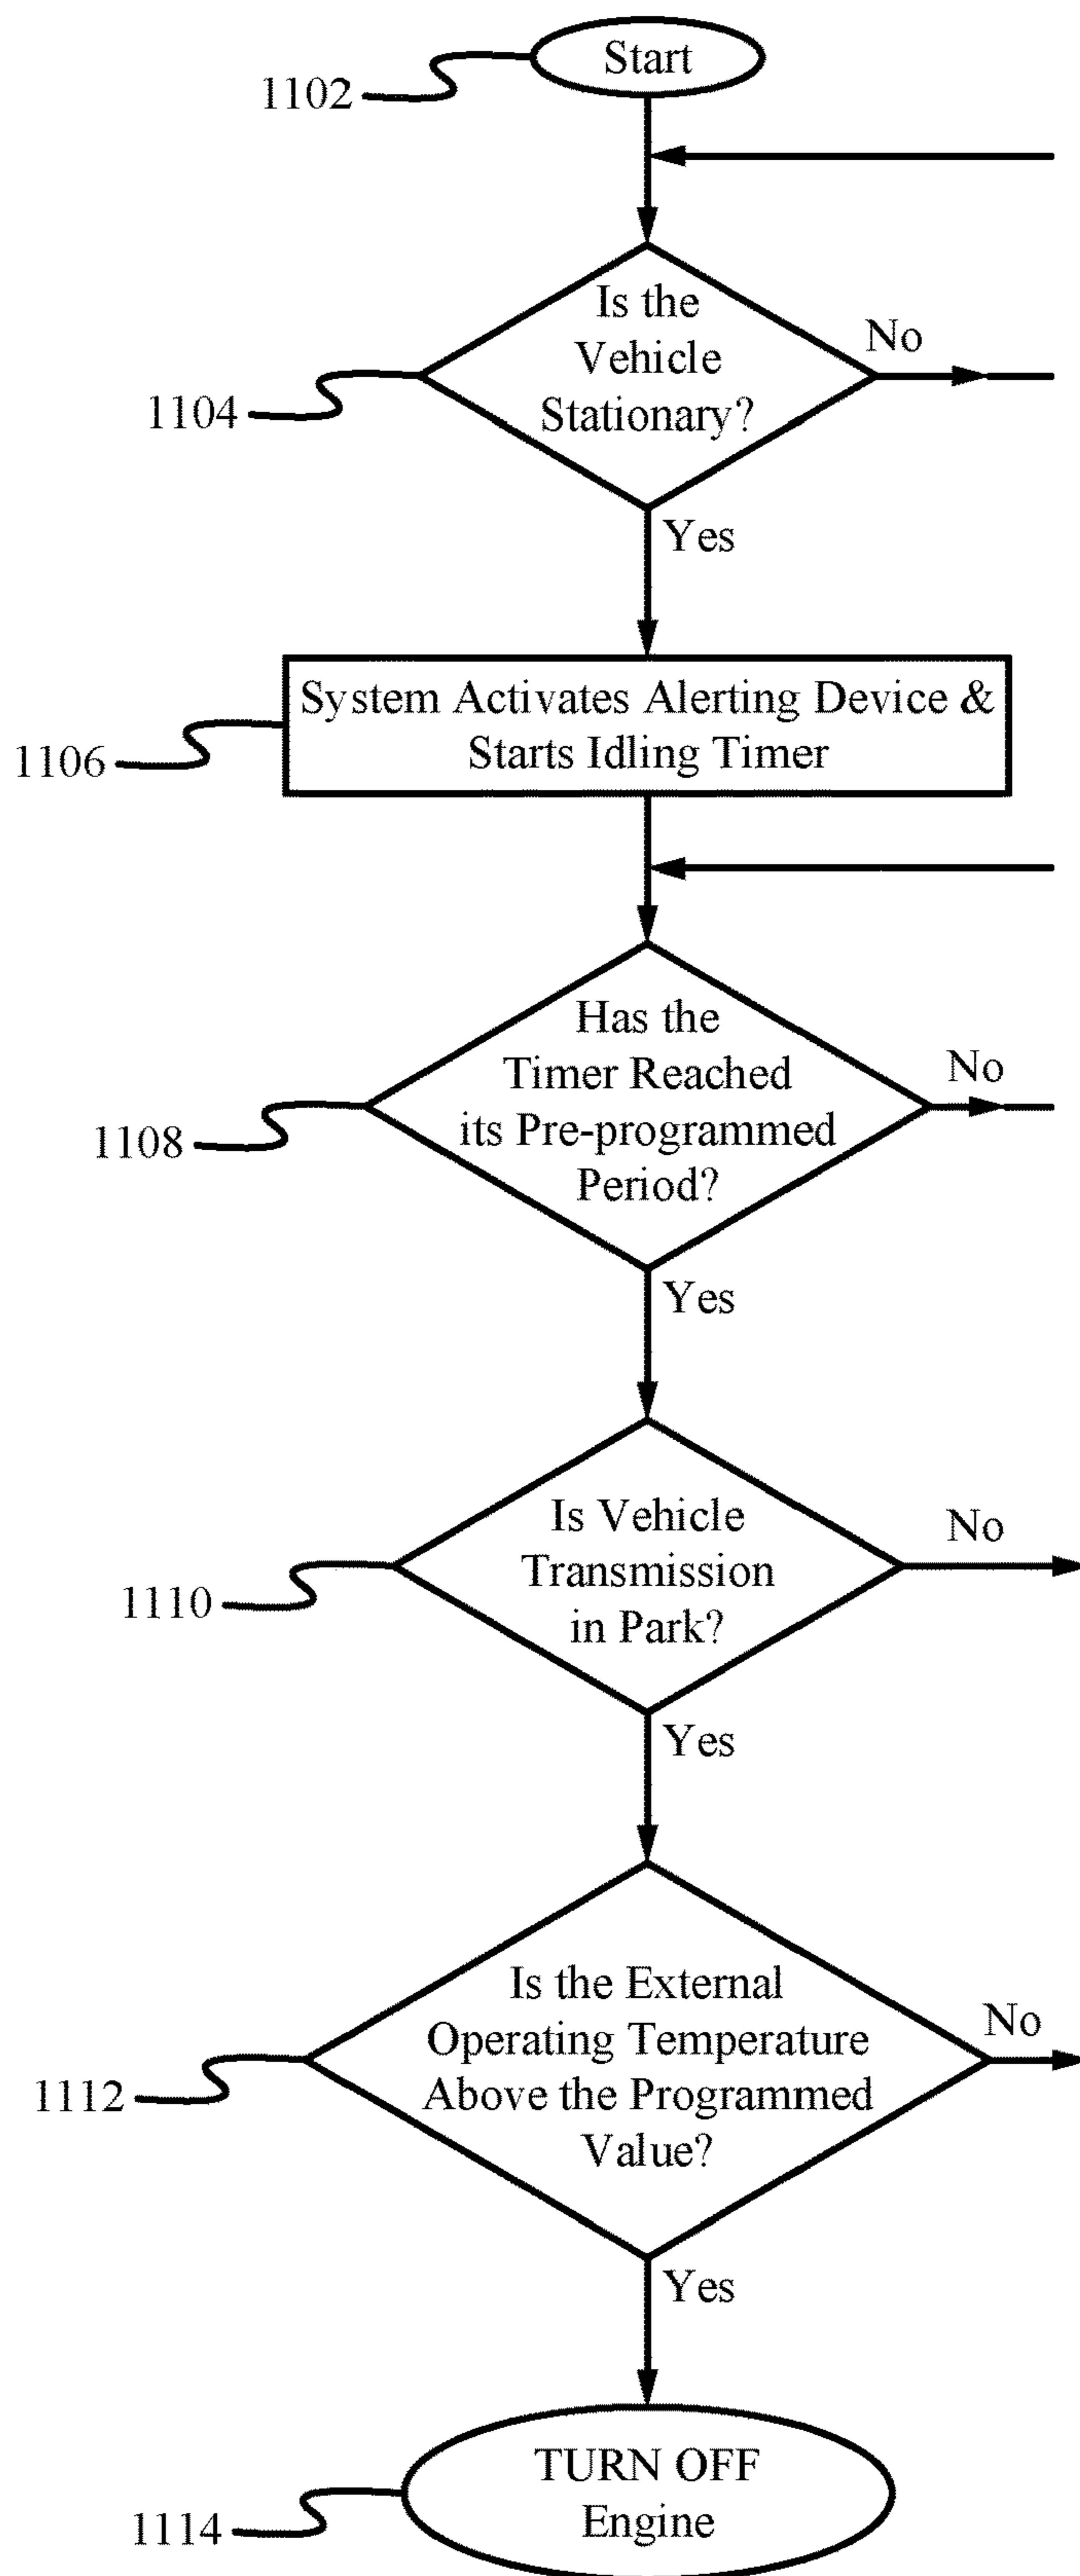 Start
1102
Is the
Vehicle
Stationary?
No
1104
Yes
System Activates Alerting Device &
Starts Idling Timer
1106
Has the
Timer Reached
its Pre-programmed
Period?
No
1108
Yes
Is Vehicle
Transmission
in Park?
No
1110
Yes
Is the External
Operating Temperature
Above the Programmed
Value?
No
1112
Yes
TURN OFF
Engine
1114